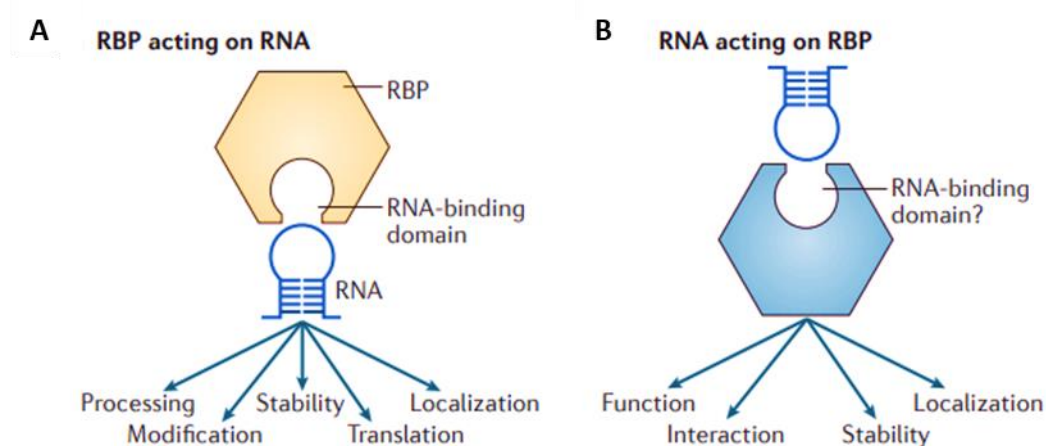 A
RBP acting on RNA
RBP
RNA-binding
domain
RNA
Processing Stability Localization
Modification Translation
B
RNA acting on RBP
RNA-binding
domain?
Function Localization
Interaction Stability